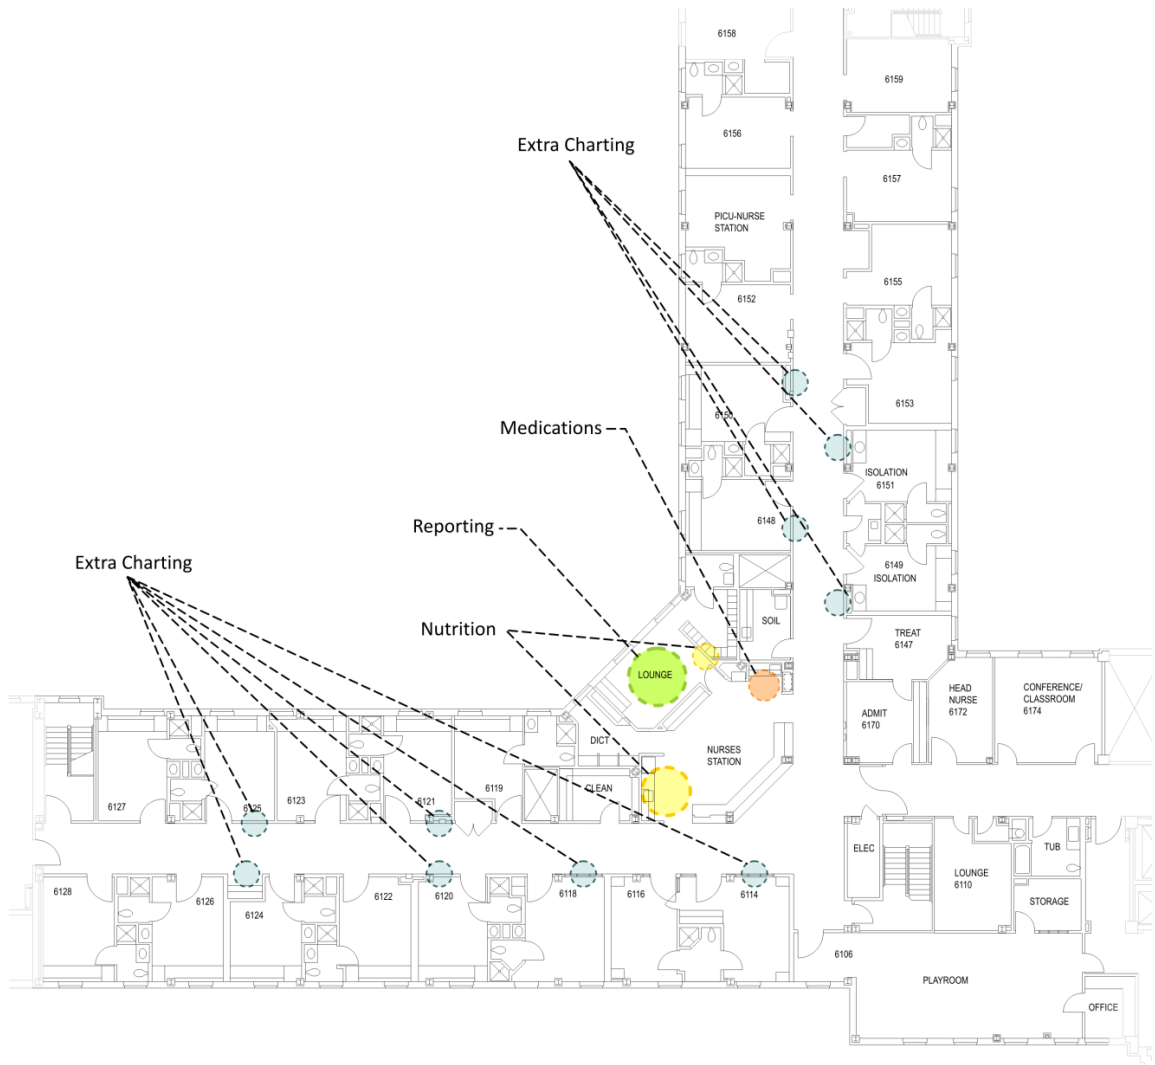 6158
6159
6156
Extra Charting
6157
PICU-NURSE
STATION
6155
6152
6153
6150
Medications
ISOLATION
6151
6148
Reporting
6149
ISOLATION
Extra Charting
SOIL
Nutrition
TREAT
6147
LOUNGE
HEAD
NURSE
6172
CONFERENCE/
CLASSROOM
6174
ADMIT
6170
DICT
NURSES
STATION
6119
CLEAN
6127
6125
6123
6121
ELEC
TUB
LOUNGE
6110
6128
6126
6124
6122
6120
6118
6116
6114
STORAGE
6106
PLAYROOM
OFFICE